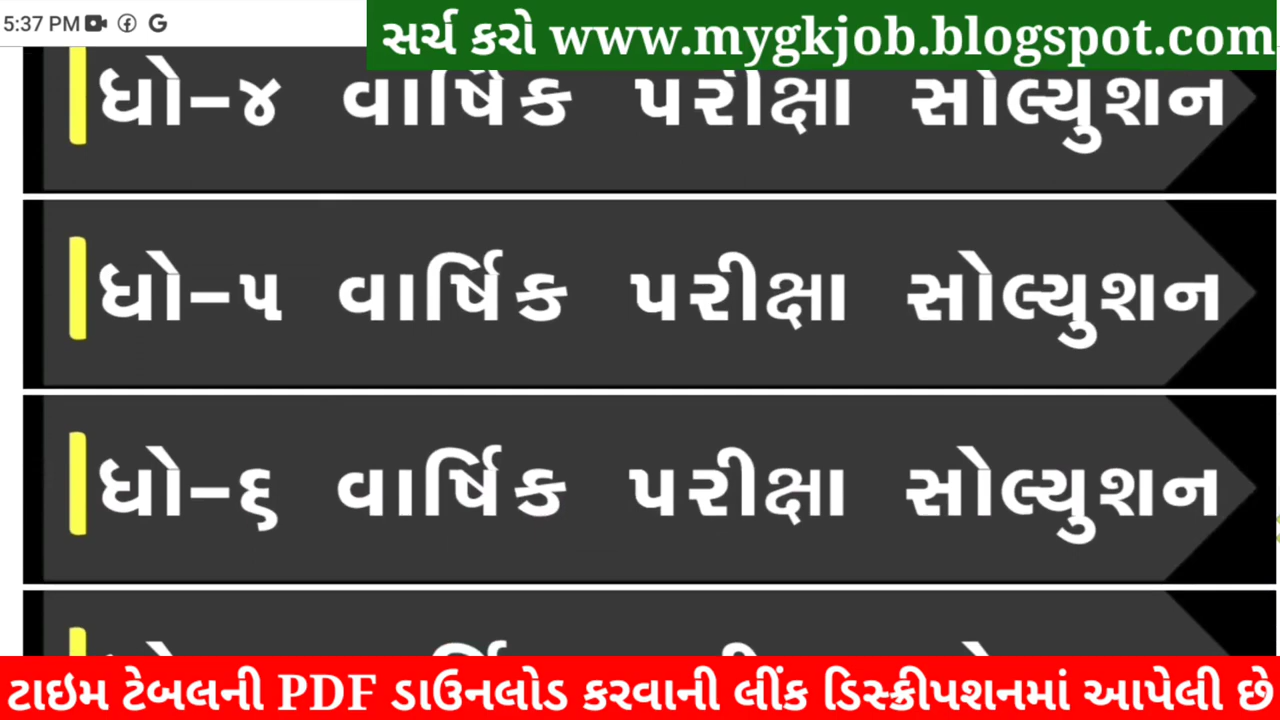 5:37 PM
સર્ચ કરો www.mygkjob.blogspot.com
ધો-૪ વાર્ષિક પરીક્ષા સોલ્યુશન
ધો-૫ વાર્ષિક પરીક્ષા સોલ્યુશન
ધો-૬ વાર્ષિક પરીક્ષા સોલ્યુશન
ટાઇમ ટેબલની PDF ડાઉનલોડ કરવાની લીંક ડિસ્ક્રીપશનમાં આપેલી છે